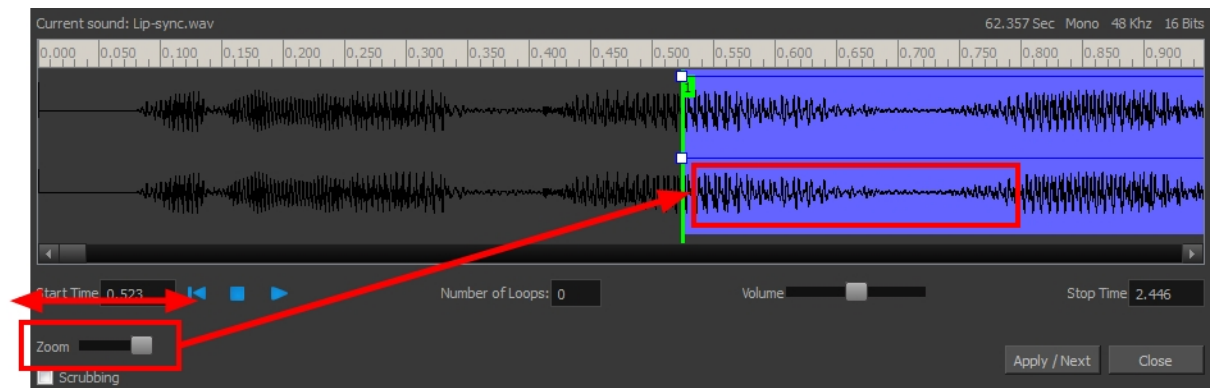 Current sound: Lip-sync.wav 62.357 Sec Mono 48 Khz 16 Bits
0.000 0.050 0.100 0.150 0.200 0.250 0.300 0.350 0.400 0.450 0.500 0.550 0.600 0.650 0.700 0.750 0.800 0.850 0.900
1
Start Time 0.523 Number of Loops: 0 Volume Stop Time 2.446
Zoom
Apply / Next Close
Scrubbing